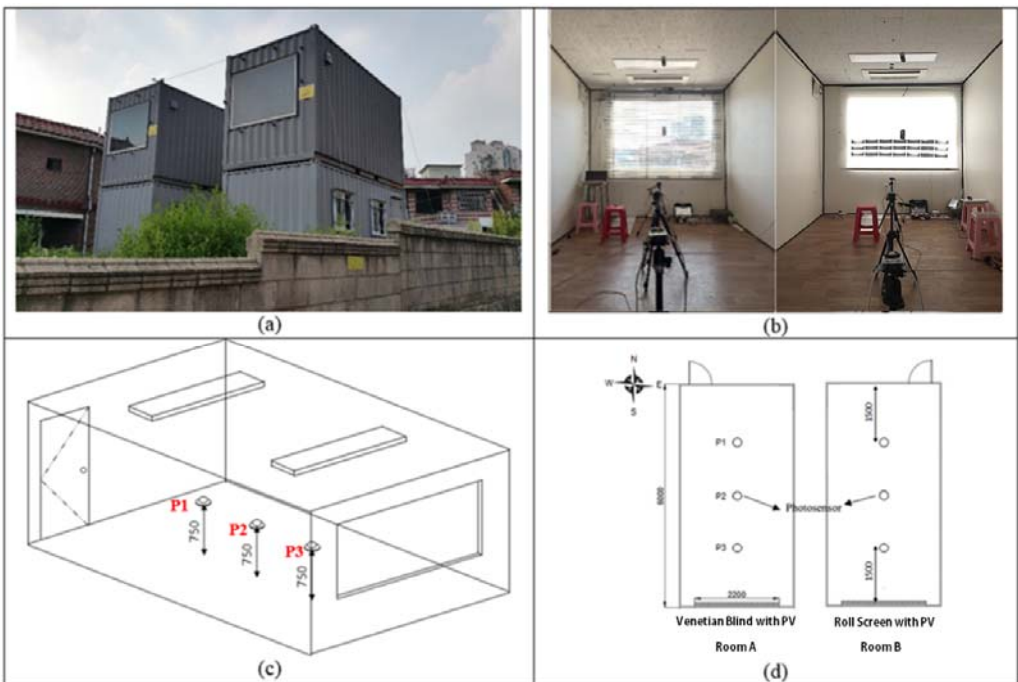 (a)
(b)
P1
P2
P3
750
750
750
(c)
N
W
E
S
P1
P2
P3
6000
2200
1500
1500
Photosensor
Venetian Blind with PV
Roll Screen with PV
Room A
Room B
(d)